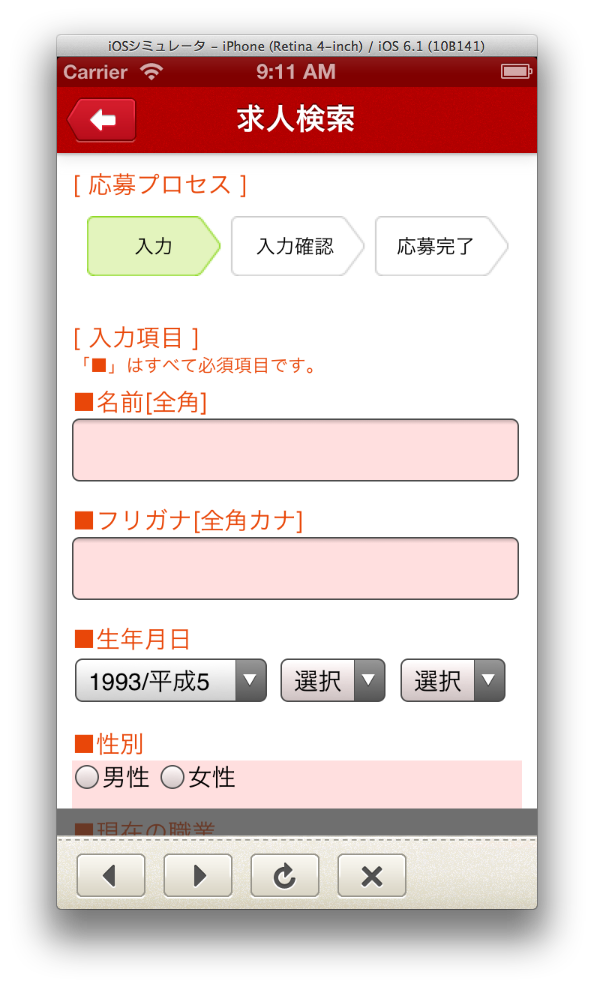 iOSシミュレータ – iPhone (Retina 4-inch) / iOS 6.1 (10B141)
Carrier 9:11 AM
求人検索
[ 応募プロセス ]
入力 入力確認 応募完了
[ 入力項目 ]
「■」はすべて必須項目です。
■名前[全角]
■フリガナ[全角カナ]
■生年月日
1993/平成5 選択 選択
■性別
男性 女性
■現在の職業